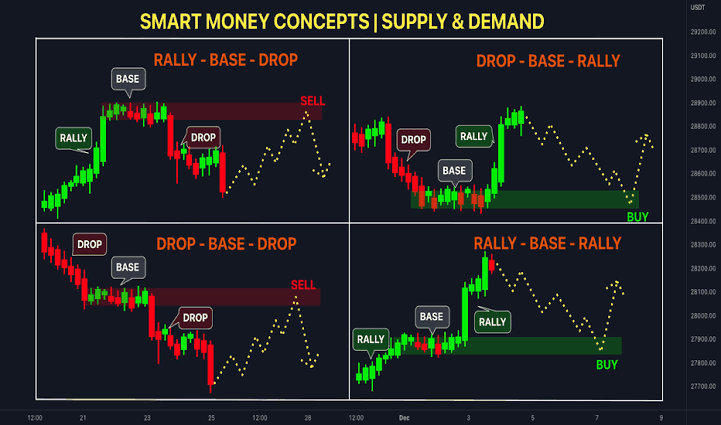 SMART MONEY CONCEPTS | SUPPLY & DEMAND
USDT
RALLY - BASE - DROP
BASE
SELL
RALLY
DROP
DROP - BASE - RALLY
DROP
RALLY
BASE
BUY
DROP - BASE - DROP
DROP
BASE
SELL
DROP
RALLY - BASE - RALLY
BASE
RALLY
RALLY
BUY
29200.00
29100.00
29000.00
28900.00
28800.00
28700.00
28600.00
28500.00
28400.00
28300.00
28200.00
28100.00
28000.00
27900.00
27800.00
27700.00
12:00 21 23 25 12:00 28 12:00 Dec 3 5 7 9